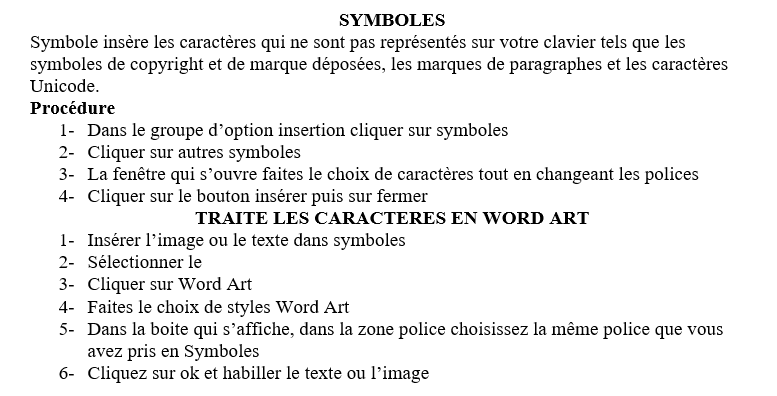 SYMBOLES
Symbole insère les caractères qui ne sont pas représentés sur votre clavier tels que les
symboles de copyright et de marque déposées, les marques de paragraphes et les caractères
Unicode.
Procédure
1- Dans le groupe d’option insertion cliquer sur symboles
2- Cliquer sur autres symboles
3- La fenêtre qui s’ouvre faites le choix de caractères tout en changeant les polices
4- Cliquer sur le bouton insérer puis sur fermer
TRAITE LES CARACTERES EN WORD ART
1- Insérer l’image ou le texte dans symboles
2- Sélectionner le
3- Cliquer sur Word Art
4- Faites le choix de styles Word Art
5- Dans la boite qui s’affiche, dans la zone police choisissez la même police que vous
avez pris en Symboles
6- Cliquez sur ok et habiller le texte ou l’image